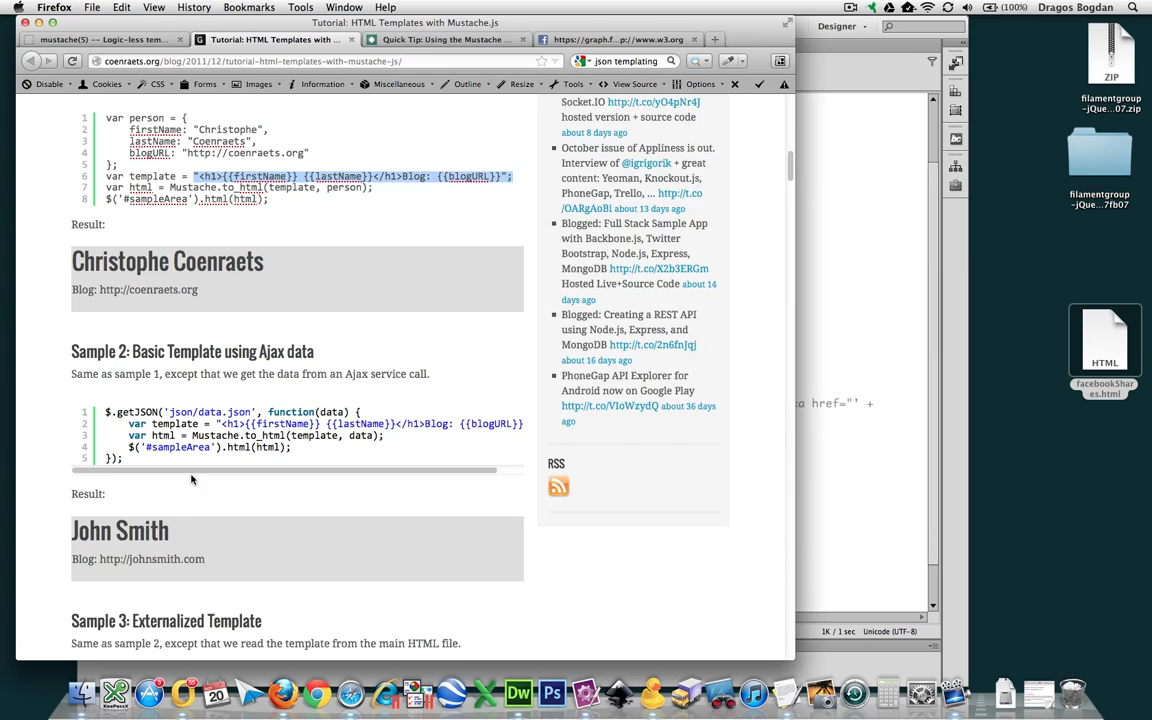 Firefox File Edit View History Bookmarks Tools Window Help (100%) Dragos Bogdan
Tutorial: HTML Templates with Mustache.js
mustache(5) -- Logic-less tem... Tutorial: HTML Templates with ... Quick Tip: Using the Mustache ... https://graph.f...p://www.w3.org
coenraets.org/blog/2011/12/tutorial-html-templates-with-mustache-js/ json templating
Disable Cookies CSS Forms Images Information Miscellaneous Outline Resize Tools View Source Options
1 var person = {
2 firstName: "Christophe",
3 lastName: "Coenraets",
4 blogURL: "http://coenraets.org"
5 };
6 var template = "<h1>{{firstName}} {{lastName}}</h1>Blog: {{blogURL}}";
7 var html = Mustache.to_html(template, person);
8 $('#sampleArea').html(html);
Result:
Christophe Coenraets
Blog: http://coenraets.org
Sample 2: Basic Template using Ajax data
Same as sample 1, except that we get the data from an Ajax service call.
1 $.getJSON('json/data.json', function(data) {
2 var template = "<h1>{{firstName}} {{lastName}}</h1>Blog: {{blogURL}}
3 var html = Mustache.to_html(template, data);
4 $('#sampleArea').html(html);
5 });
Result:
John Smith
Blog: http://johnsmith.com
Sample 3: Externalized Template
Same as sample 2, except that we read the template from the main HTML file.
Socket.IO http://t.co/yO4pNr4J
hosted version + source code
about 8 days ago
October issue of Appliness is out.
Interview of @igrigorik + great
content: Yeoman, Knockout.js,
PhoneGap, Trello, ... http://t.co
/OARgAoBi about 13 days ago
Blogged: Full Stack Sample App
with Backbone.js, Twitter
Bootstrap, Node.js, Express,
MongoDB http://t.co/X2b3ERGm
Hosted Live+Source Code about 14
days ago
Blogged: Creating a REST API
using Node.js, Express, and
MongoDB http://t.co/2n6fnJqj
about 16 days ago
PhoneGap API Explorer for
Android now on Google Play
http://t.co/VIoWzydQ about 36 days
ago
RSS
Designer
a href="' +
1K / 1 sec Unicode (UTF-8)
ZIP
filamentgroup
-jQue...07.zip
filamentgroup
-jQue...7fb07
HTML
facebookShar
es.html
20
Dw
Ps